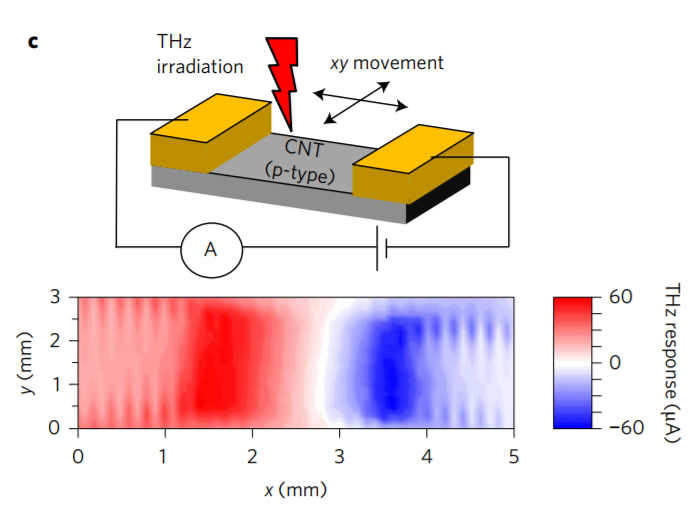 c
THz
irradiation
xy movement
CNT
(p-type)
A
3
2
1
0
y (mm)
0
1
2
3
4
5
x (mm)
60
0
−60
THz response (μA)